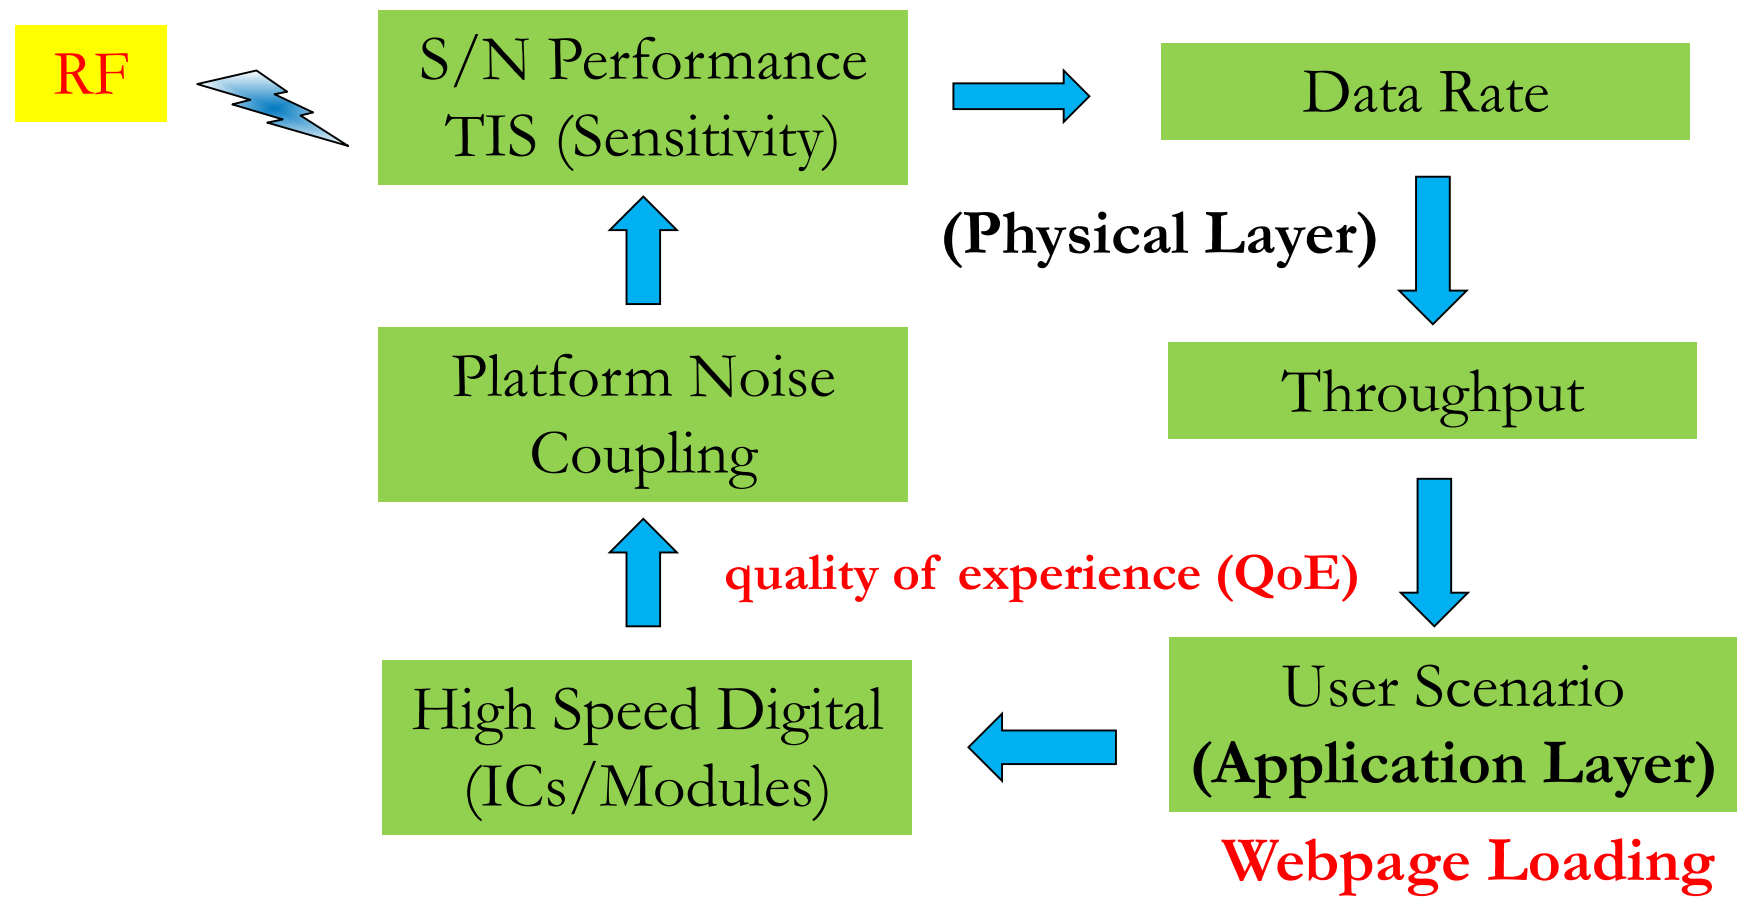 RF
S/N Performance
TIS (Sensitivity)
Data Rate
(Physical Layer)
Platform Noise
Coupling
Throughput
quality of experience (QoE)
High Speed Digital
(ICs/Modules)
User Scenario
(Application Layer)
Webpage Loading